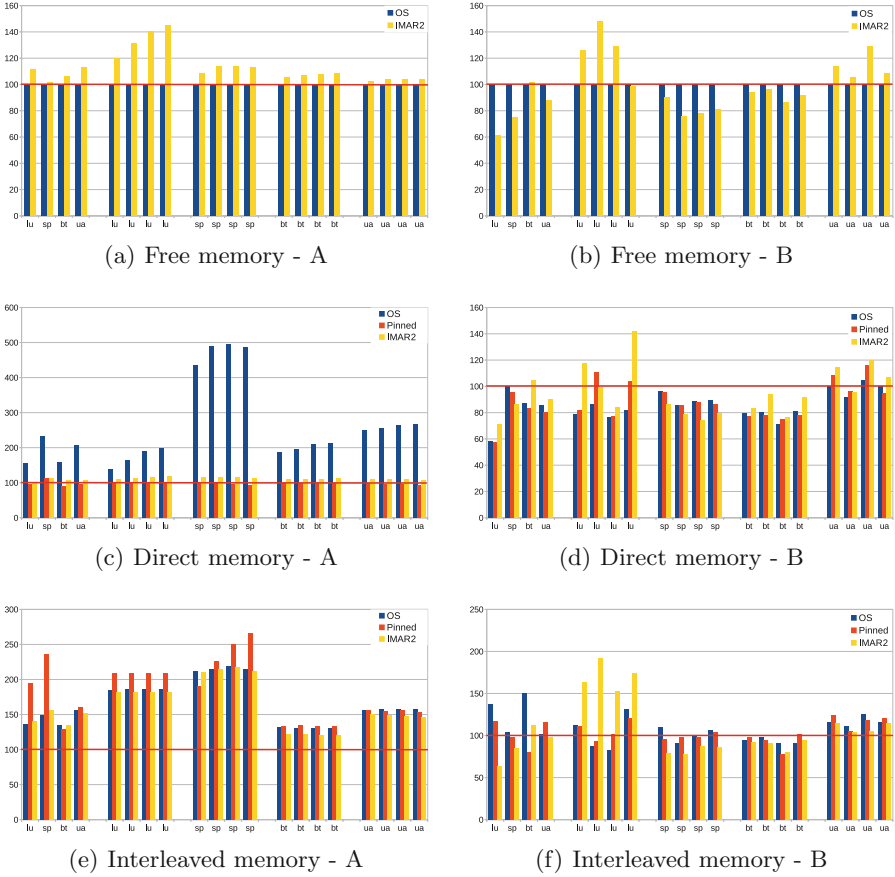 OS
IMAR2
160
140
120
100
80
60
40
20
0
lu sp bt ua lu lu lu lu sp sp sp sp bt bt bt bt ua ua ua ua
(a) Free memory - A
OS
IMAR2
160
140
120
100
80
60
40
20
0
lu sp bt ua lu lu lu lu sp sp sp sp bt bt bt bt ua ua ua ua
(b) Free memory - B
OS
Pinned
IMAR2
600
500
400
300
200
100
0
lu sp bt ua lu lu lu lu sp sp sp sp bt bt bt bt ua ua ua ua
(c) Direct memory - A
OS
Pinned
IMAR2
160
140
120
100
80
60
40
20
0
lu sp bt ua lu lu lu lu sp sp sp sp bt bt bt bt ua ua ua ua
(d) Direct memory - B
OS
Pinned
IMAR2
300
250
200
150
100
50
0
lu sp bt ua lu lu lu lu sp sp sp sp bt bt bt bt ua ua ua ua
(e) Interleaved memory - A
OS
Pinned
IMAR2
250
200
150
100
50
0
lu sp bt ua lu lu lu lu sp sp sp sp bt bt bt bt ua ua ua ua
(f) Interleaved memory - B